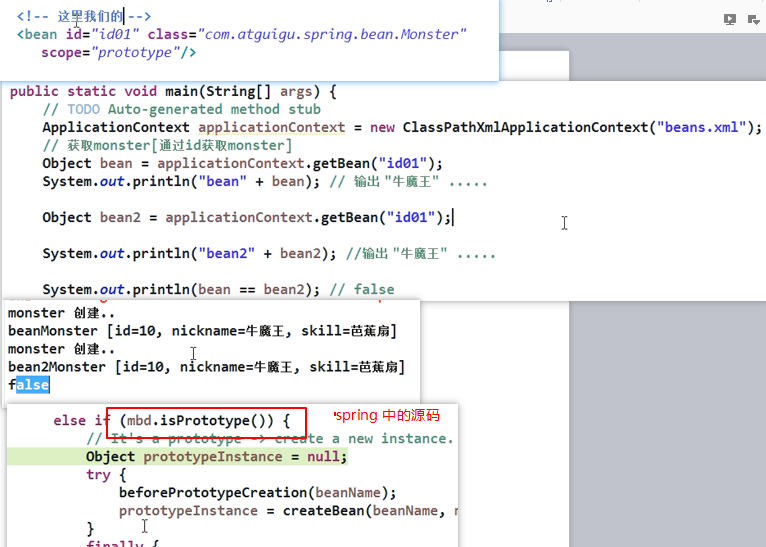 <!-- 这里我们的 -->
<bean id="id01" class="com.atguigu.spring.bean.Monster"
scope="prototype"/>
public static void main(String[] args) {
// TODO Auto-generated method stub
ApplicationContext applicationContext = new ClassPathXmlApplicationContext("beans.xml");
// 获取monster[通过id获取monster]
Object bean = applicationContext.getBean("id01");
System.out.println("bean" + bean); // 输出 "牛魔王" .....
Object bean2 = applicationContext.getBean("id01");
System.out.println("bean2" + bean2); //输出 "牛魔王" .....
System.out.println(bean == bean2); // false
monster 创建..
beanMonster [id=10, nickname=牛魔王, skill=芭蕉扇]
monster 创建..
bean2Monster [id=10, nickname=牛魔王, skill=芭蕉扇]
false
else if (mbd.isPrototype()) {
spring 中的源码
// It's a prototype -> create a new instance.
Object prototypeInstance = null;
try {
beforePrototypeCreation(beanName);
prototypeInstance = createBean(beanName,
}
finally {